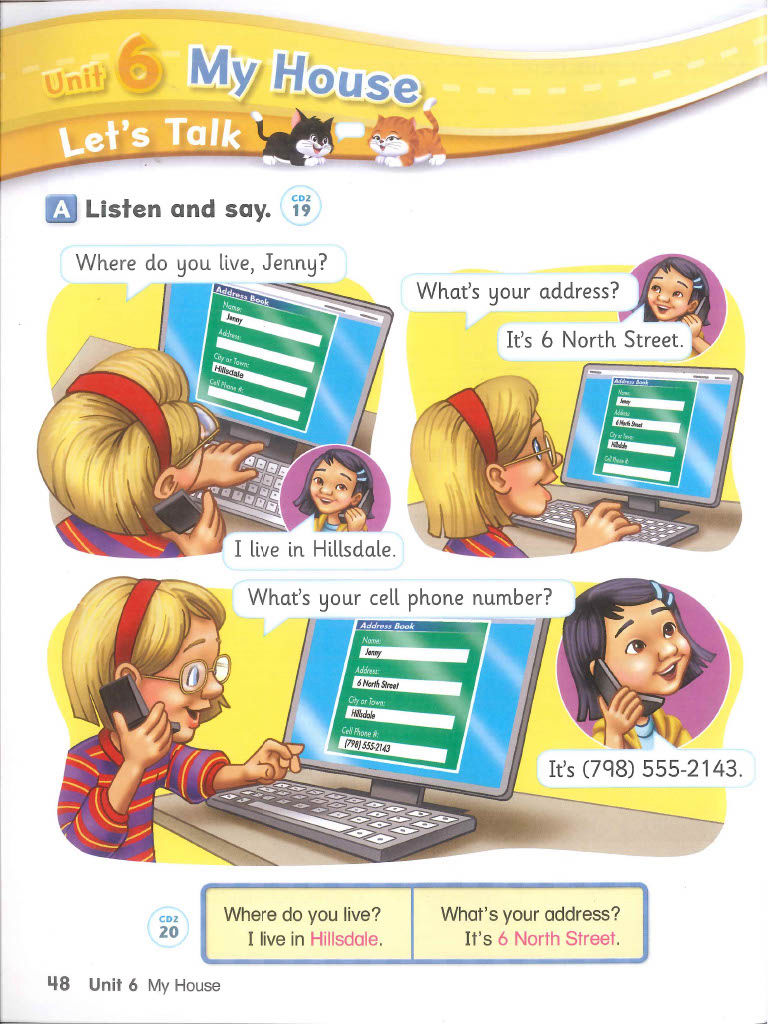 Unit 6 My House
Let's Talk
A Listen and say. CD2 19
Where do you live, Jenny?
Address Book
Name:
Jenny
Address:
City or Town:
Hillsdale
Cell Phone #:
I live in Hillsdale.
What's your address?
It's 6 North Street.
Address Book
Name:
Jenny
Address:
6 North Street
City or Town:
Hillsdale
Cell Phone #:
What's your cell phone number?
Address Book
Name:
Jenny
Address:
6 North Street
City or Town:
Hillsdale
Cell Phone #:
(798) 555-2143
It's (798) 555-2143.
CD2
20
Where do you live?
I live in Hillsdale.
What's your address?
It's 6 North Street.
48 Unit 6 My House